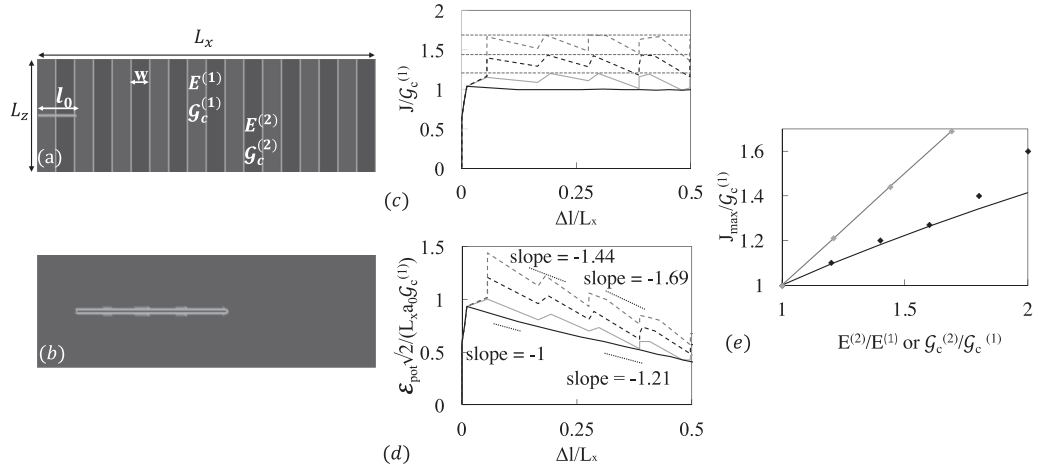 L_x
L_z
l_0
w
E^(1)
𝒢_c^(1)
E^(2)
𝒢_c^(2)
(a)
(b)
J/𝒢_c^(1)
2
1.5
1
0.5
0
0
0.25
0.5
Δl/L_x
(c)
ℰ_pot√2/(L_x a_0 𝒢_c^(1))
1.5
1
0.5
0
slope = -1.44
slope = -1.69
slope = -1
slope = -1.21
0
0.25
0.5
Δl/L_x
(d)
J_max/𝒢_c^(1)
1.6
1.4
1.2
1
1
1.5
2
E^(2)/E^(1) or 𝒢_c^(2)/𝒢_c^(1)
(e)